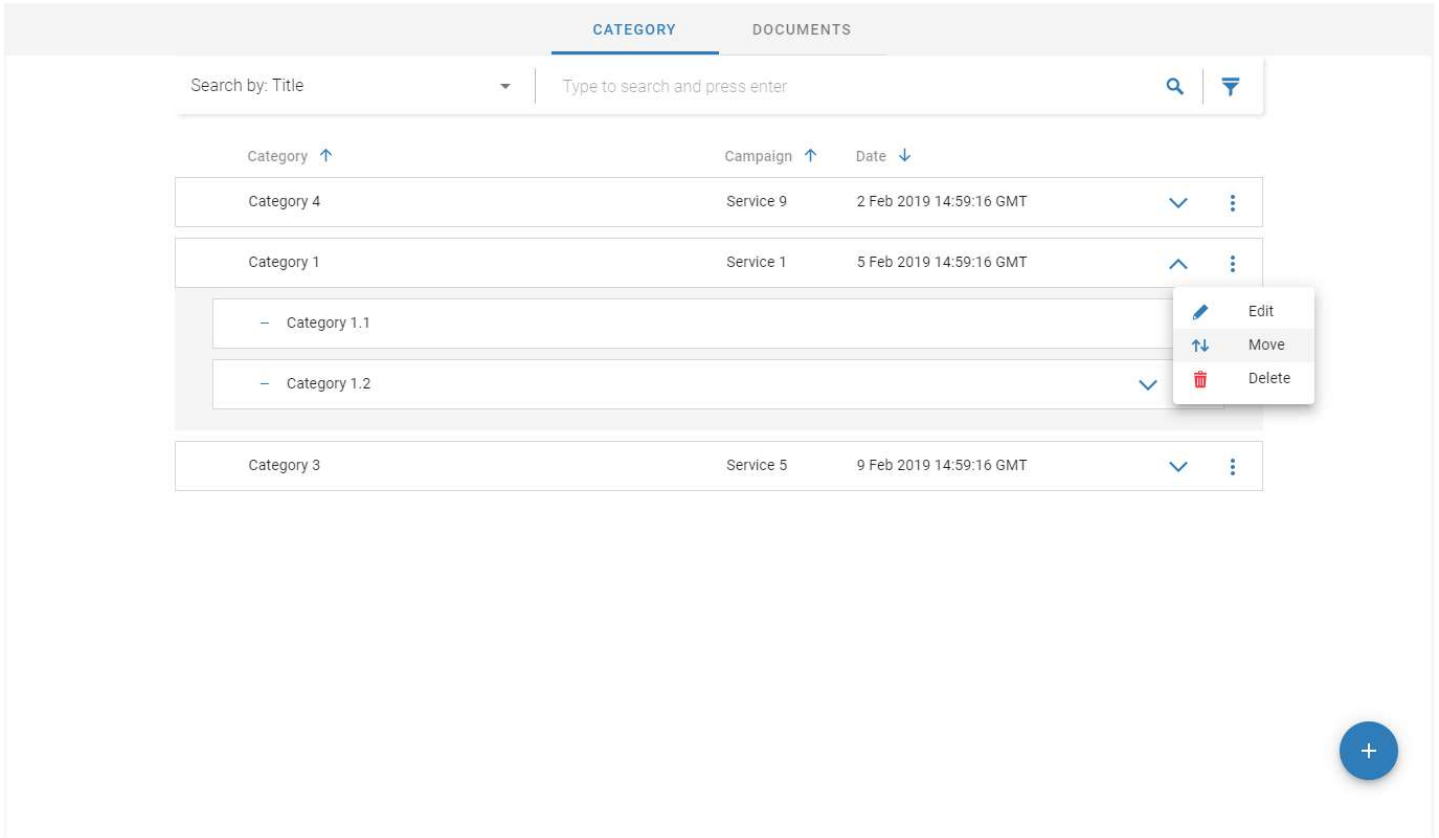 CATEGORY DOCUMENTS
Search by: Title Type to search and press enter
Category Campaign Date
Category 4 Service 9 2 Feb 2019 14:59:16 GMT
Category 1 Service 1 5 Feb 2019 14:59:16 GMT
Edit
– Category 1.1
Move
Delete
– Category 1.2
Category 3 Service 5 9 Feb 2019 14:59:16 GMT